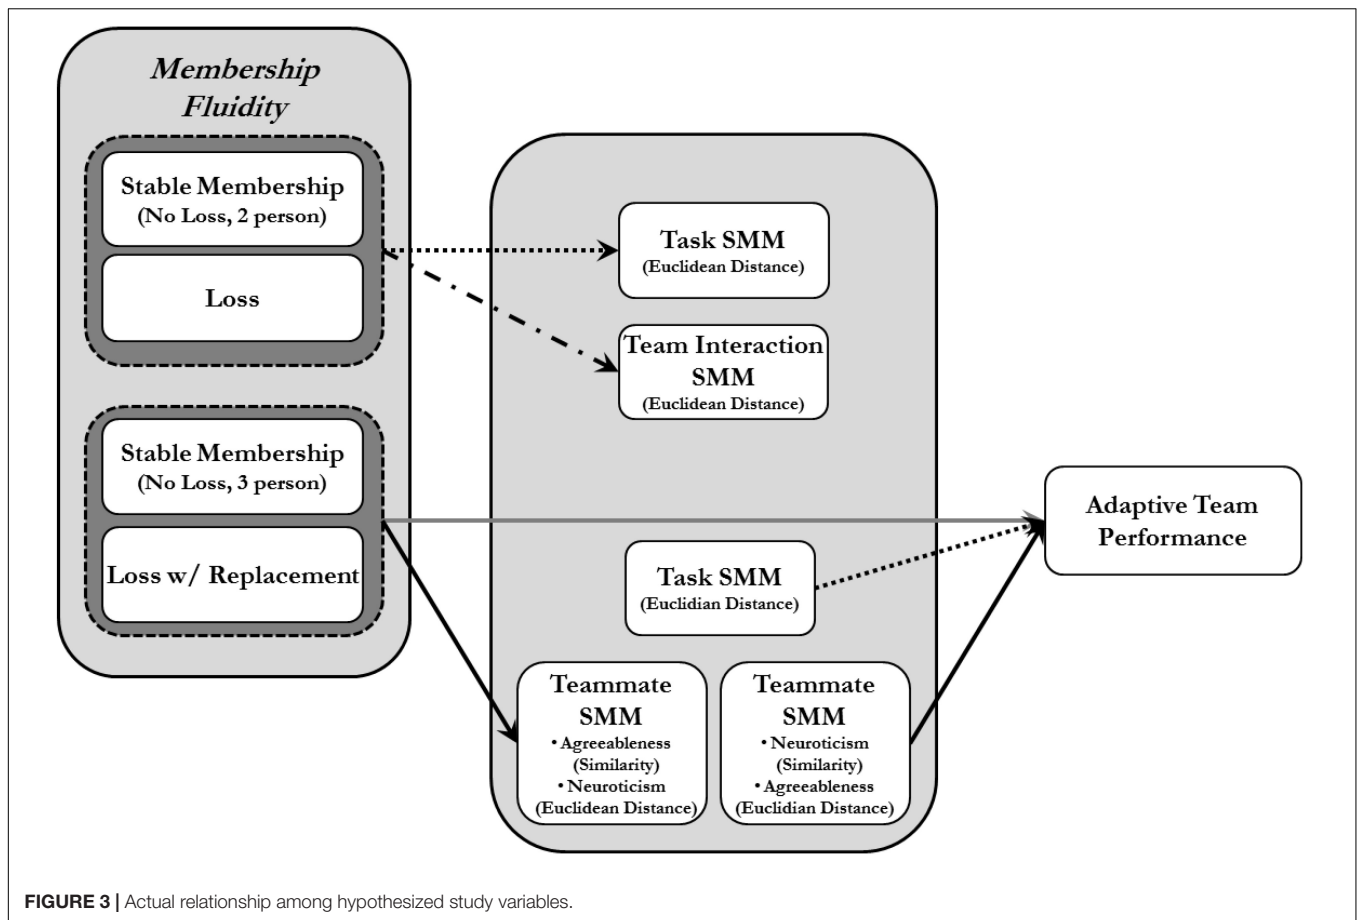 Membership
Fluidity
Stable Membership
(No Loss, 2 person)
Loss
Stable Membership
(No Loss, 3 person)
Loss w/ Replacement
Task SMM
(Euclidean Distance)
Team Interaction
SMM
(Euclidean Distance)
Task SMM
(Euclidian Distance)
Teammate
SMM
• Agreeableness
(Similarity)
• Neuroticism
(Euclidean Distance)
Teammate
SMM
• Neuroticism
(Similarity)
• Agreeableness
(Euclidian Distance)
Adaptive Team
Performance
FIGURE 3 | Actual relationship among hypothesized study variables.